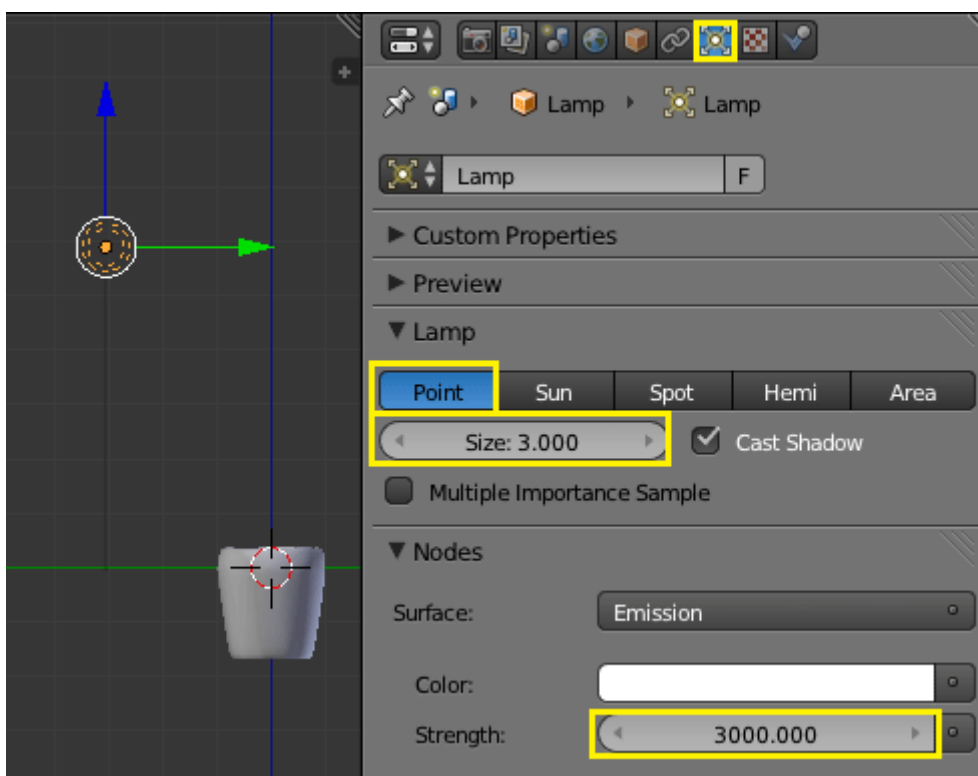 Lamp Lamp
Lamp F
Custom Properties
Preview
Lamp
Point Sun Spot Hemi Area
Size: 3.000 Cast Shadow
Multiple Importance Sample
Nodes
Surface: Emission
Color:
Strength: 3000.000